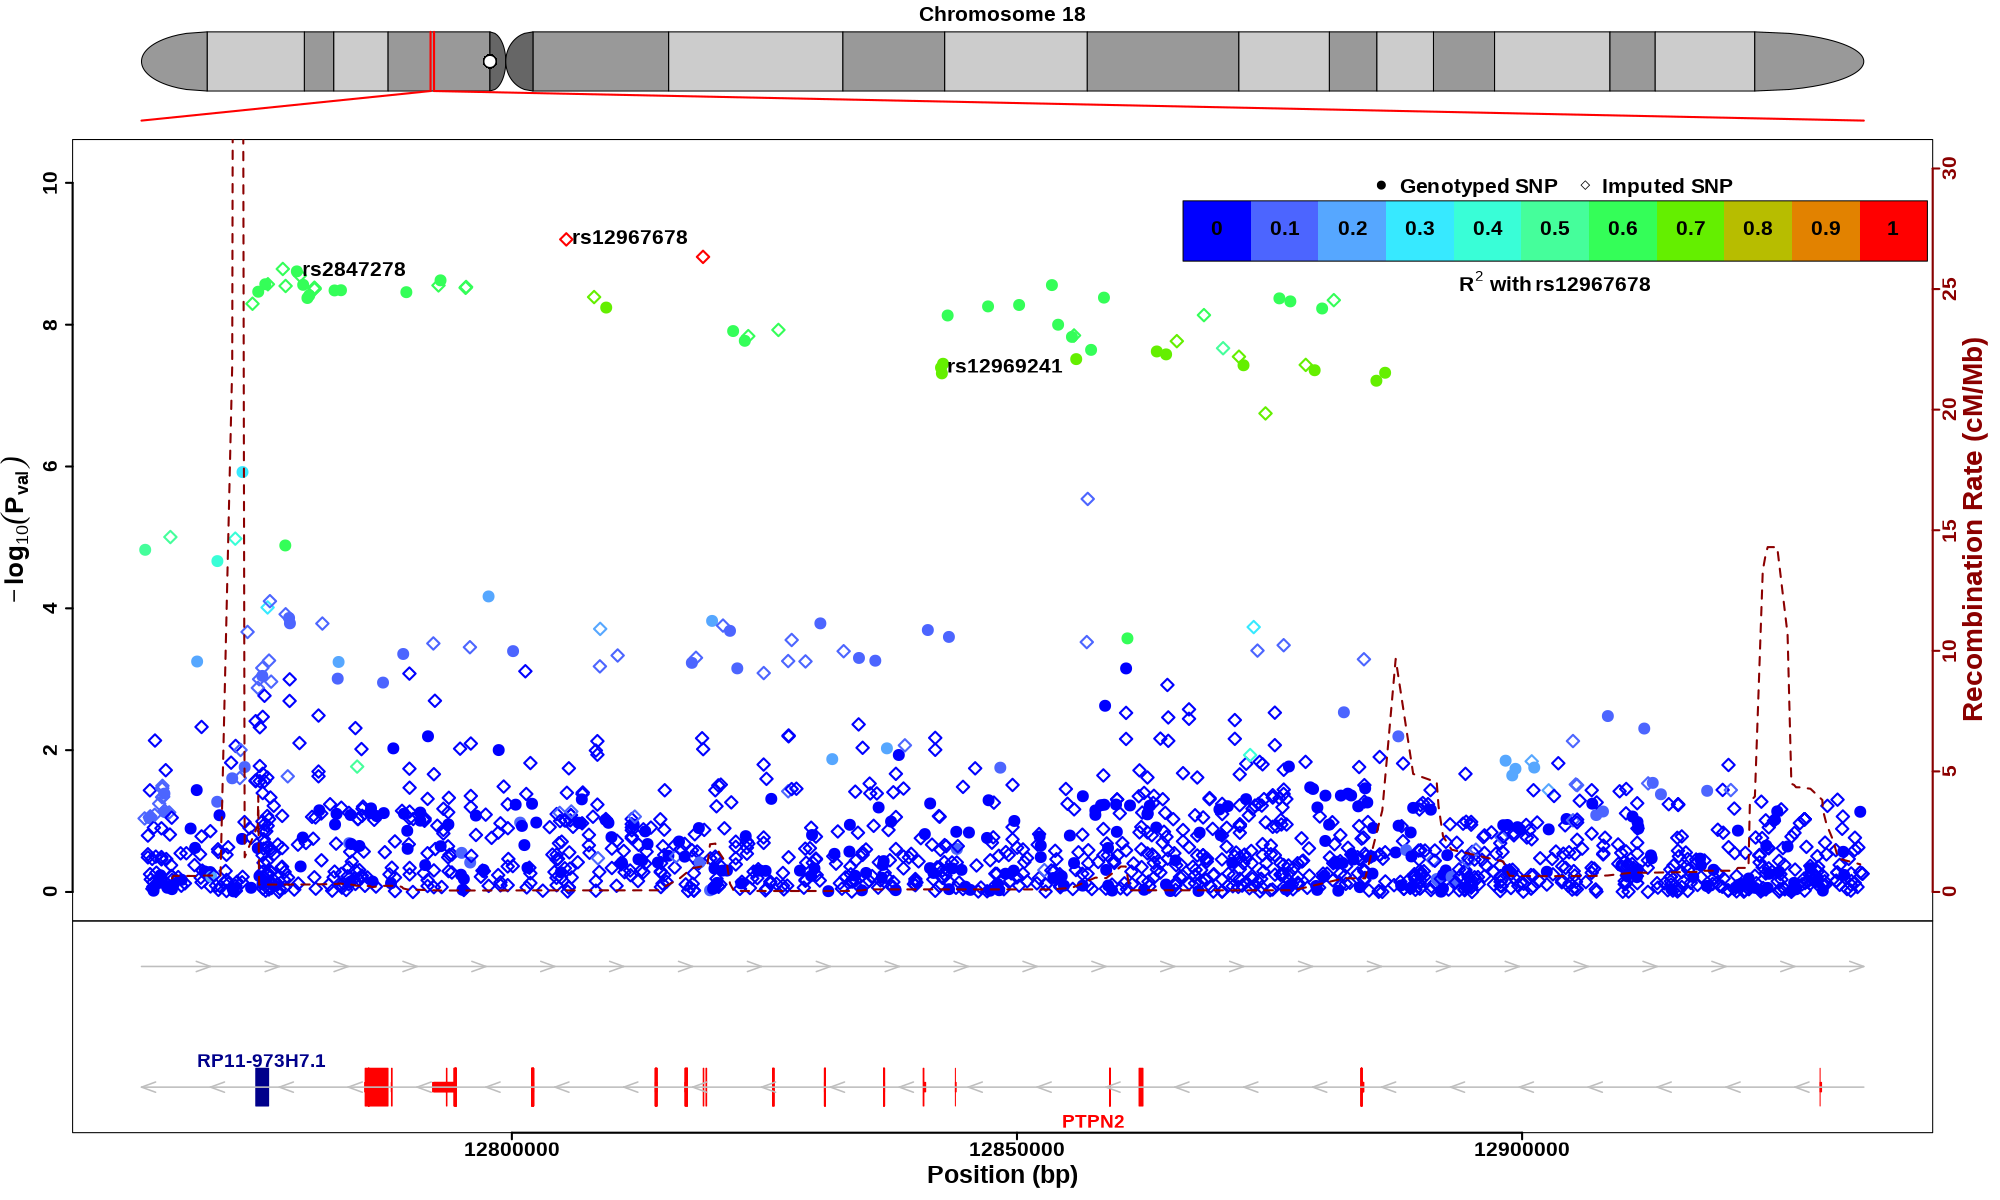 Chromosome 18
Genotyped SNP Imputed SNP
0 0.1 0.2 0.3 0.4 0.5 0.6 0.7 0.8 0.9 1
R2 with rs12967678
rs12967678
rs2847278
rs12969241
10
8
6
4
2
0
−log10(Pval)
30
25
20
15
10
5
0
Recombination Rate (cM/Mb)
RP11-973H7.1
PTPN2
12800000 12850000 12900000
Position (bp)